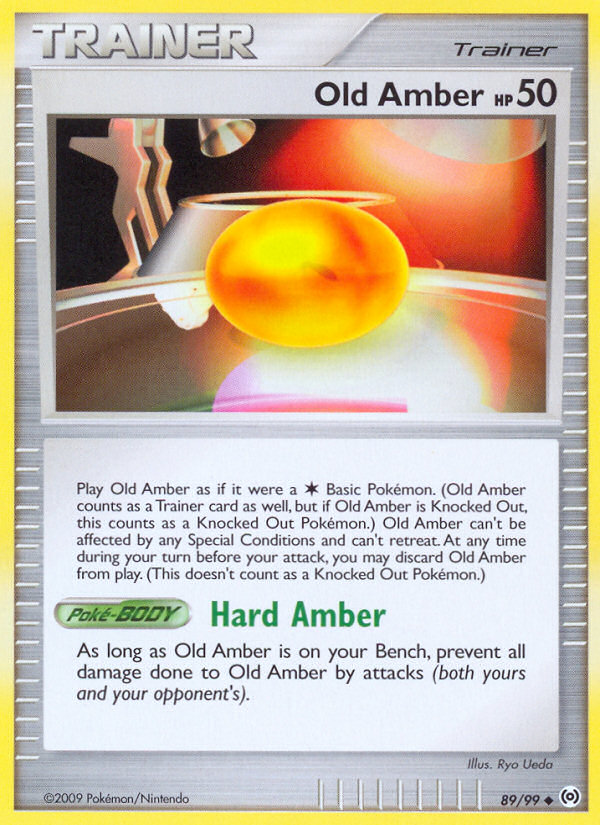 TRAINER
Trainer
Old Amber HP 50
Play Old Amber as if it were a ✶ Basic Pokémon. (Old Amber
counts as a Trainer card as well, but if Old Amber is Knocked Out,
this counts as a Knocked Out Pokémon.) Old Amber can't be
affected by any Special Conditions and can't retreat. At any time
during your turn before your attack, you may discard Old Amber
from play. (This doesn't count as a Knocked Out Pokémon.)
Poké-BODY Hard Amber
As long as Old Amber is on your Bench, prevent all
damage done to Old Amber by attacks (both yours
and your opponent's).
Illus. Ryo Ueda
©2009 Pokémon/Nintendo
89/99 ◆